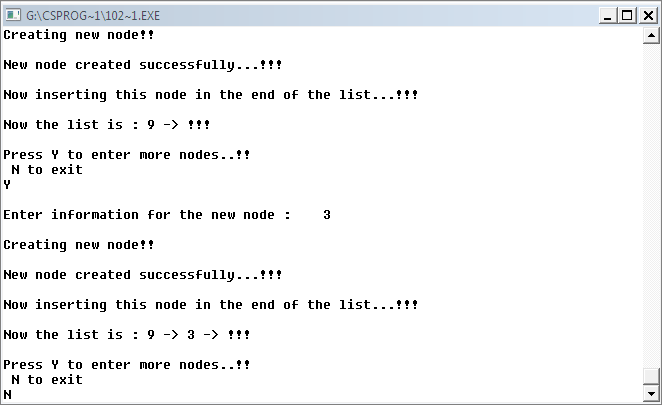 G:\CSPROG~1\102~1.EXE
Creating new node!!
New node created successfully...!!!
Now inserting this node in the end of the list...!!!
Now the list is : 9 -> !!!
Press Y to enter more nodes..!!
 N to exit
Y
Enter information for the new node :    3
Creating new node!!
New node created successfully...!!!
Now inserting this node in the end of the list...!!!
Now the list is : 9 -> 3 -> !!!
Press Y to enter more nodes..!!
 N to exit
N